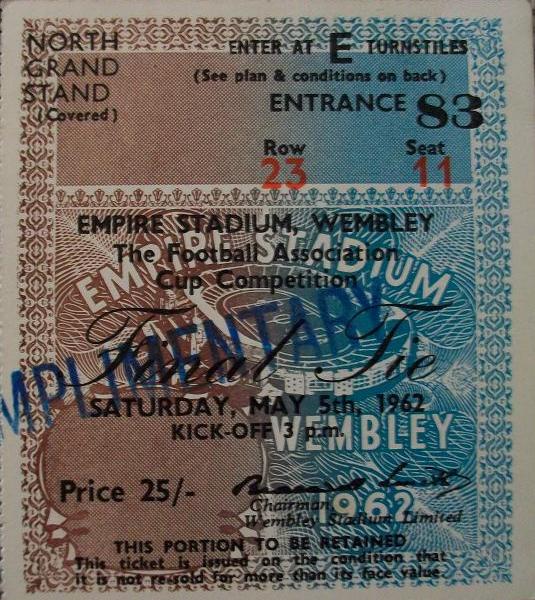 NORTH
GRAND
STAND
(Covered)
ENTER AT E TURNSTILES
(See plan & conditions on back)
ENTRANCE 83
Row Seat
23 11
EMPIRE STADIUM, WEMBLEY
The Football Association
Cup Competition
EMPIRE STADIUM
Final Tie
MPLIMENTARY
SATURDAY, MAY 5th, 1962
KICK-OFF 3 p.m.
WEMBLEY
Price 25/-
Chairman,
Wembley Stadium Limited
1962
THIS PORTION TO BE RETAINED
This ticket is issued on the condition that
it is not re-sold for more than its face value.